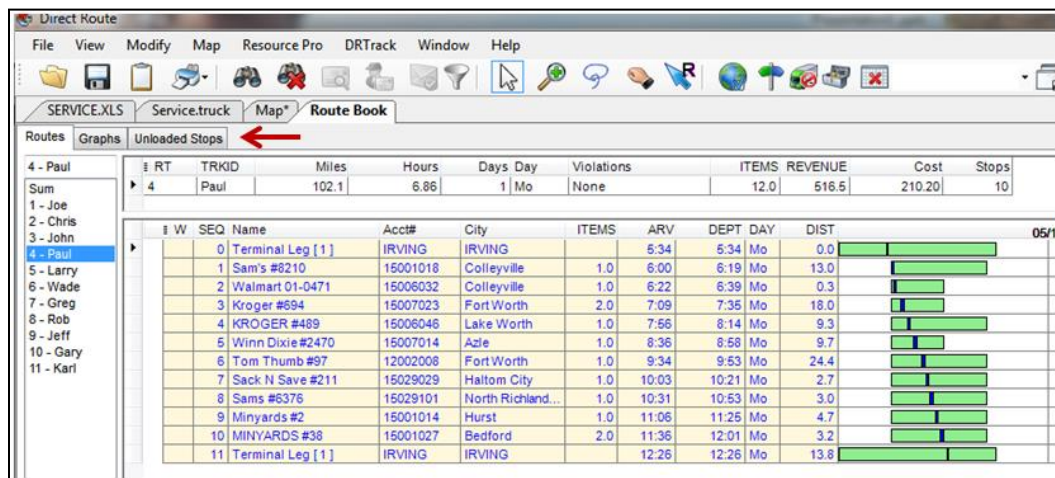 Direct Route
File View Modify Map Resource Pro DRTrack Window Help
R
SERVICE.XLS Service.truck Map* Route Book
Routes Graphs Unloaded Stops
4 - Paul
Sum
1 - Joe
2 - Chris
3 - John
4 - Paul
5 - Larry
6 - Wade
7 - Greg
8 - Rob
9 - Jeff
10 - Gary
11 - Karl
RT TRKID Miles Hours Days Day Violations ITEMS REVENUE Cost Stops
4 Paul 102.1 6.86 1 Mo None 12.0 516.5 210.20 10
W SEQ Name Acct# City ITEMS ARV DEPT DAY DIST 05/1
0 Terminal Leg [ 1 ] IRVING IRVING 5:34 5:34 Mo 0.0
1 Sam's #8210 15001018 Colleyville 1.0 6:00 6:19 Mo 13.0
2 Walmart 01-0471 15006032 Colleyville 1.0 6:22 6:39 Mo 0.3
3 Kroger #694 15007023 Fort Worth 2.0 7:09 7:35 Mo 18.0
4 KROGER #489 15006046 Lake Worth 1.0 7:56 8:14 Mo 9.3
5 Winn Dixie #2470 15007014 Azle 1.0 8:36 8:58 Mo 9.7
6 Tom Thumb #97 12002008 Fort Worth 1.0 9:34 9:53 Mo 24.4
7 Sack N Save #211 15029029 Haltom City 1.0 10:03 10:21 Mo 2.7
8 Sams #6376 15029101 North Richland... 1.0 10:31 10:53 Mo 3.0
9 Minyards #2 15001014 Hurst 1.0 11:06 11:25 Mo 4.7
10 MINYARDS #38 15001027 Bedford 2.0 11:36 12:01 Mo 3.2
11 Terminal Leg [ 1 ] IRVING IRVING 12:26 12:26 Mo 13.8